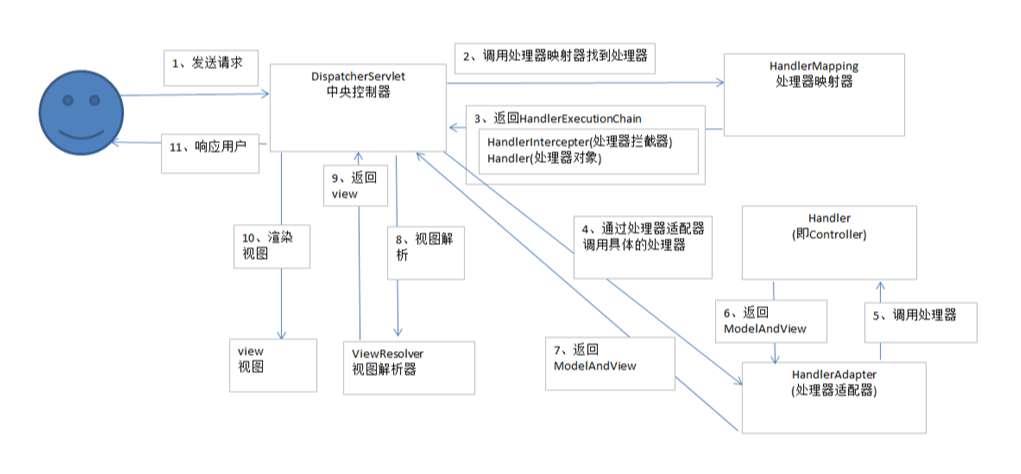 1、发送请求
DispatcherServlet
中央控制器
2、调用处理器映射器找到处理器
HandlerMapping
处理器映射器
3、返回HandlerExecutionChain
HandlerIntercepter(处理器拦截器)
Handler(处理器对象)
11、响应用户
9、返回
view
10、渲染
视图
8、视图解
析
4、通过处理器适配器
调用具体的处理器
Handler
(即Controller)
6、返回
ModelAndView
5、调用处理器
view
视图
ViewResolver
视图解析器
7、返回
ModelAndView
HandlerAdapter
(处理器适配器)